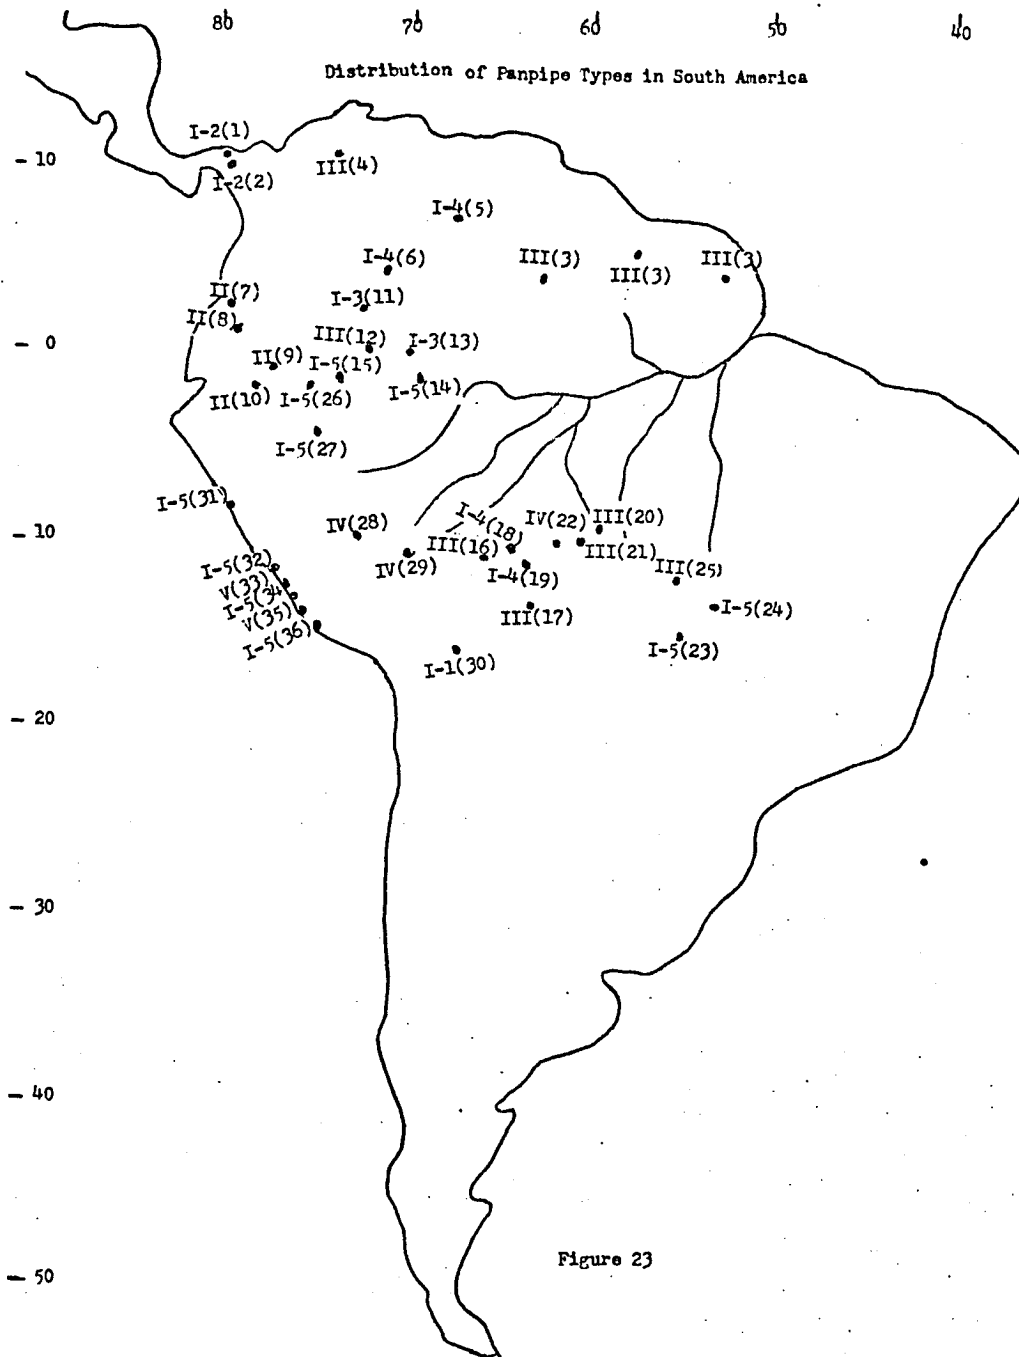 80 70 60 50 40
Distribution of Panpipe Types in South America
I-2(1)
- 10
III(4)
I-2(2)
I-4(5)
I-4(6)
III(3)
III(3)
III(3)
II(7)
I-3(11)
II(8)
III(12)
I-3(13)
- 0
II(9)
I-5(15)
II(10)
I-5(26)
I-5(14)
I-5(27)
I-5(31)
- 10
IV(28)
I-4(18)
IV(22)
III(20)
III(16)
III(21)
IV(29)
I-4(19)
III(25)
I-5(32)
V(33)
I-5(34
V(35)
I-5(36)
III(17)
I-5(24)
I-5(23)
I-1(30)
- 20
- 30
- 40
Figure 23
- 50